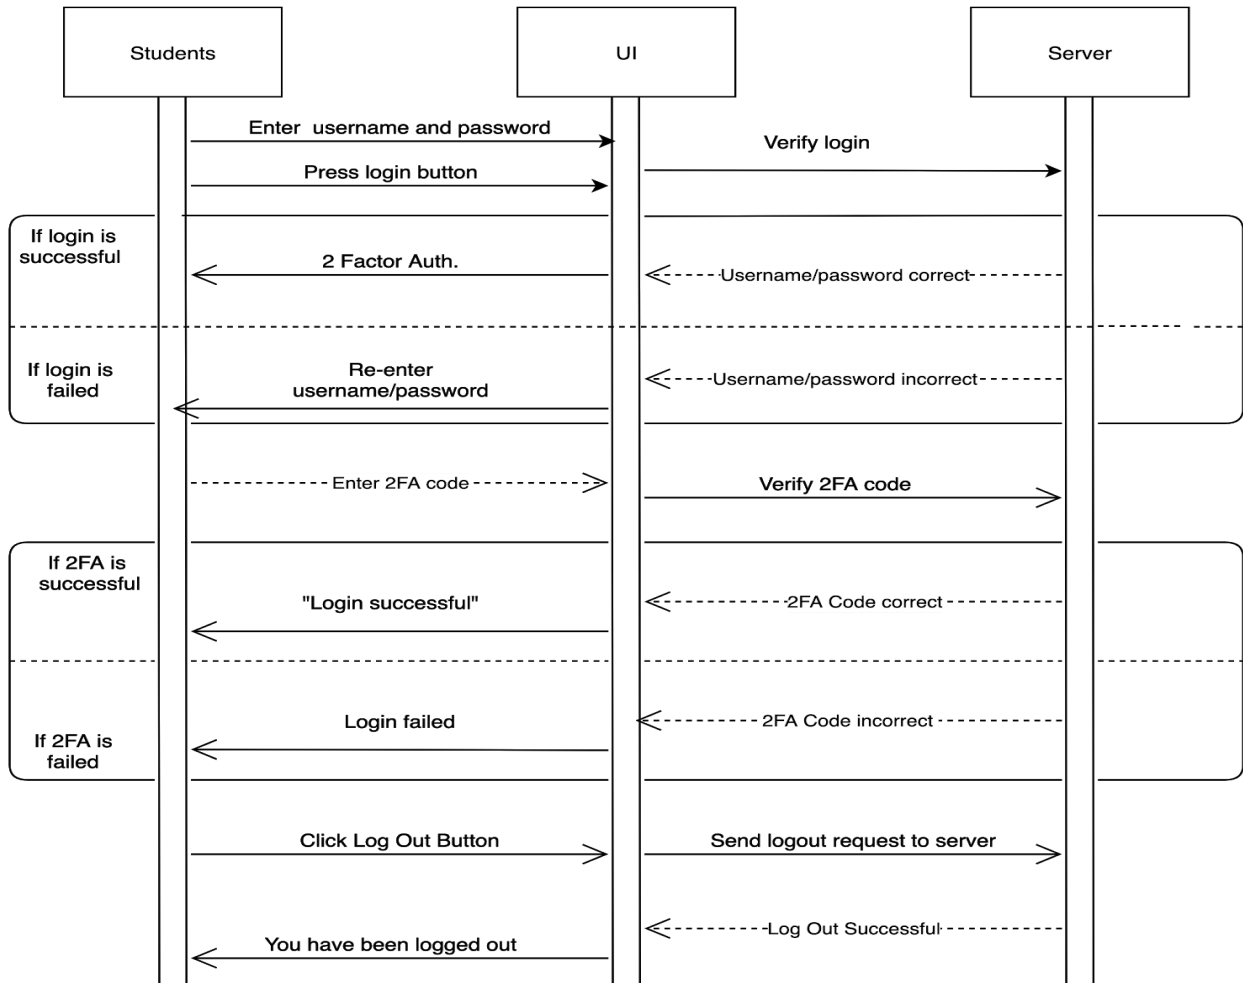 Students
UI
Server
Enter username and password
Verify login
Press login button
If login is
successful
2 Factor Auth.
Username/password correct
If login is
failed
Re-enter
username/password
Username/password incorrect
Enter 2FA code
Verify 2FA code
If 2FA is
successful
"Login successful"
2FA Code correct
Login failed
2FA Code incorrect
If 2FA is
failed
Click Log Out Button
Send logout request to server
Log Out Successful
You have been logged out